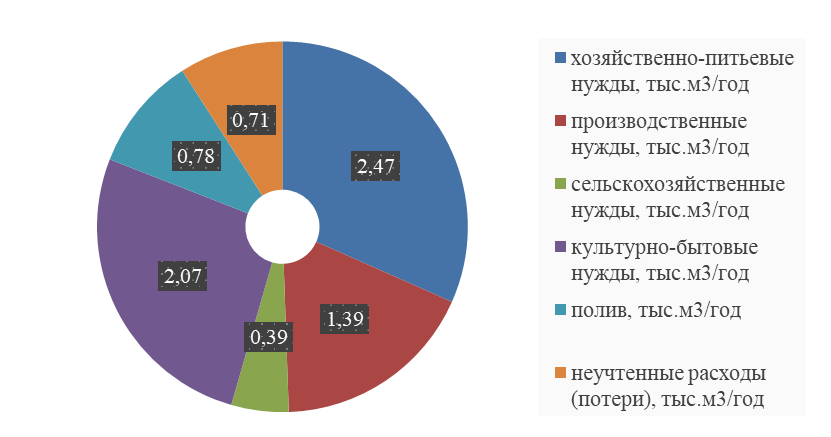 0,71
2,47
0,78
2,07
1,39
0,39
хозяйственно-питьевые
нужды, тыс.м3/год
производственные
нужды, тыс.м3/год
сельскохозяйственные
нужды, тыс.м3/год
культурно-бытовые
нужды, тыс.м3/год
полив, тыс.м3/год
неучтенные расходы
(потери), тыс.м3/год